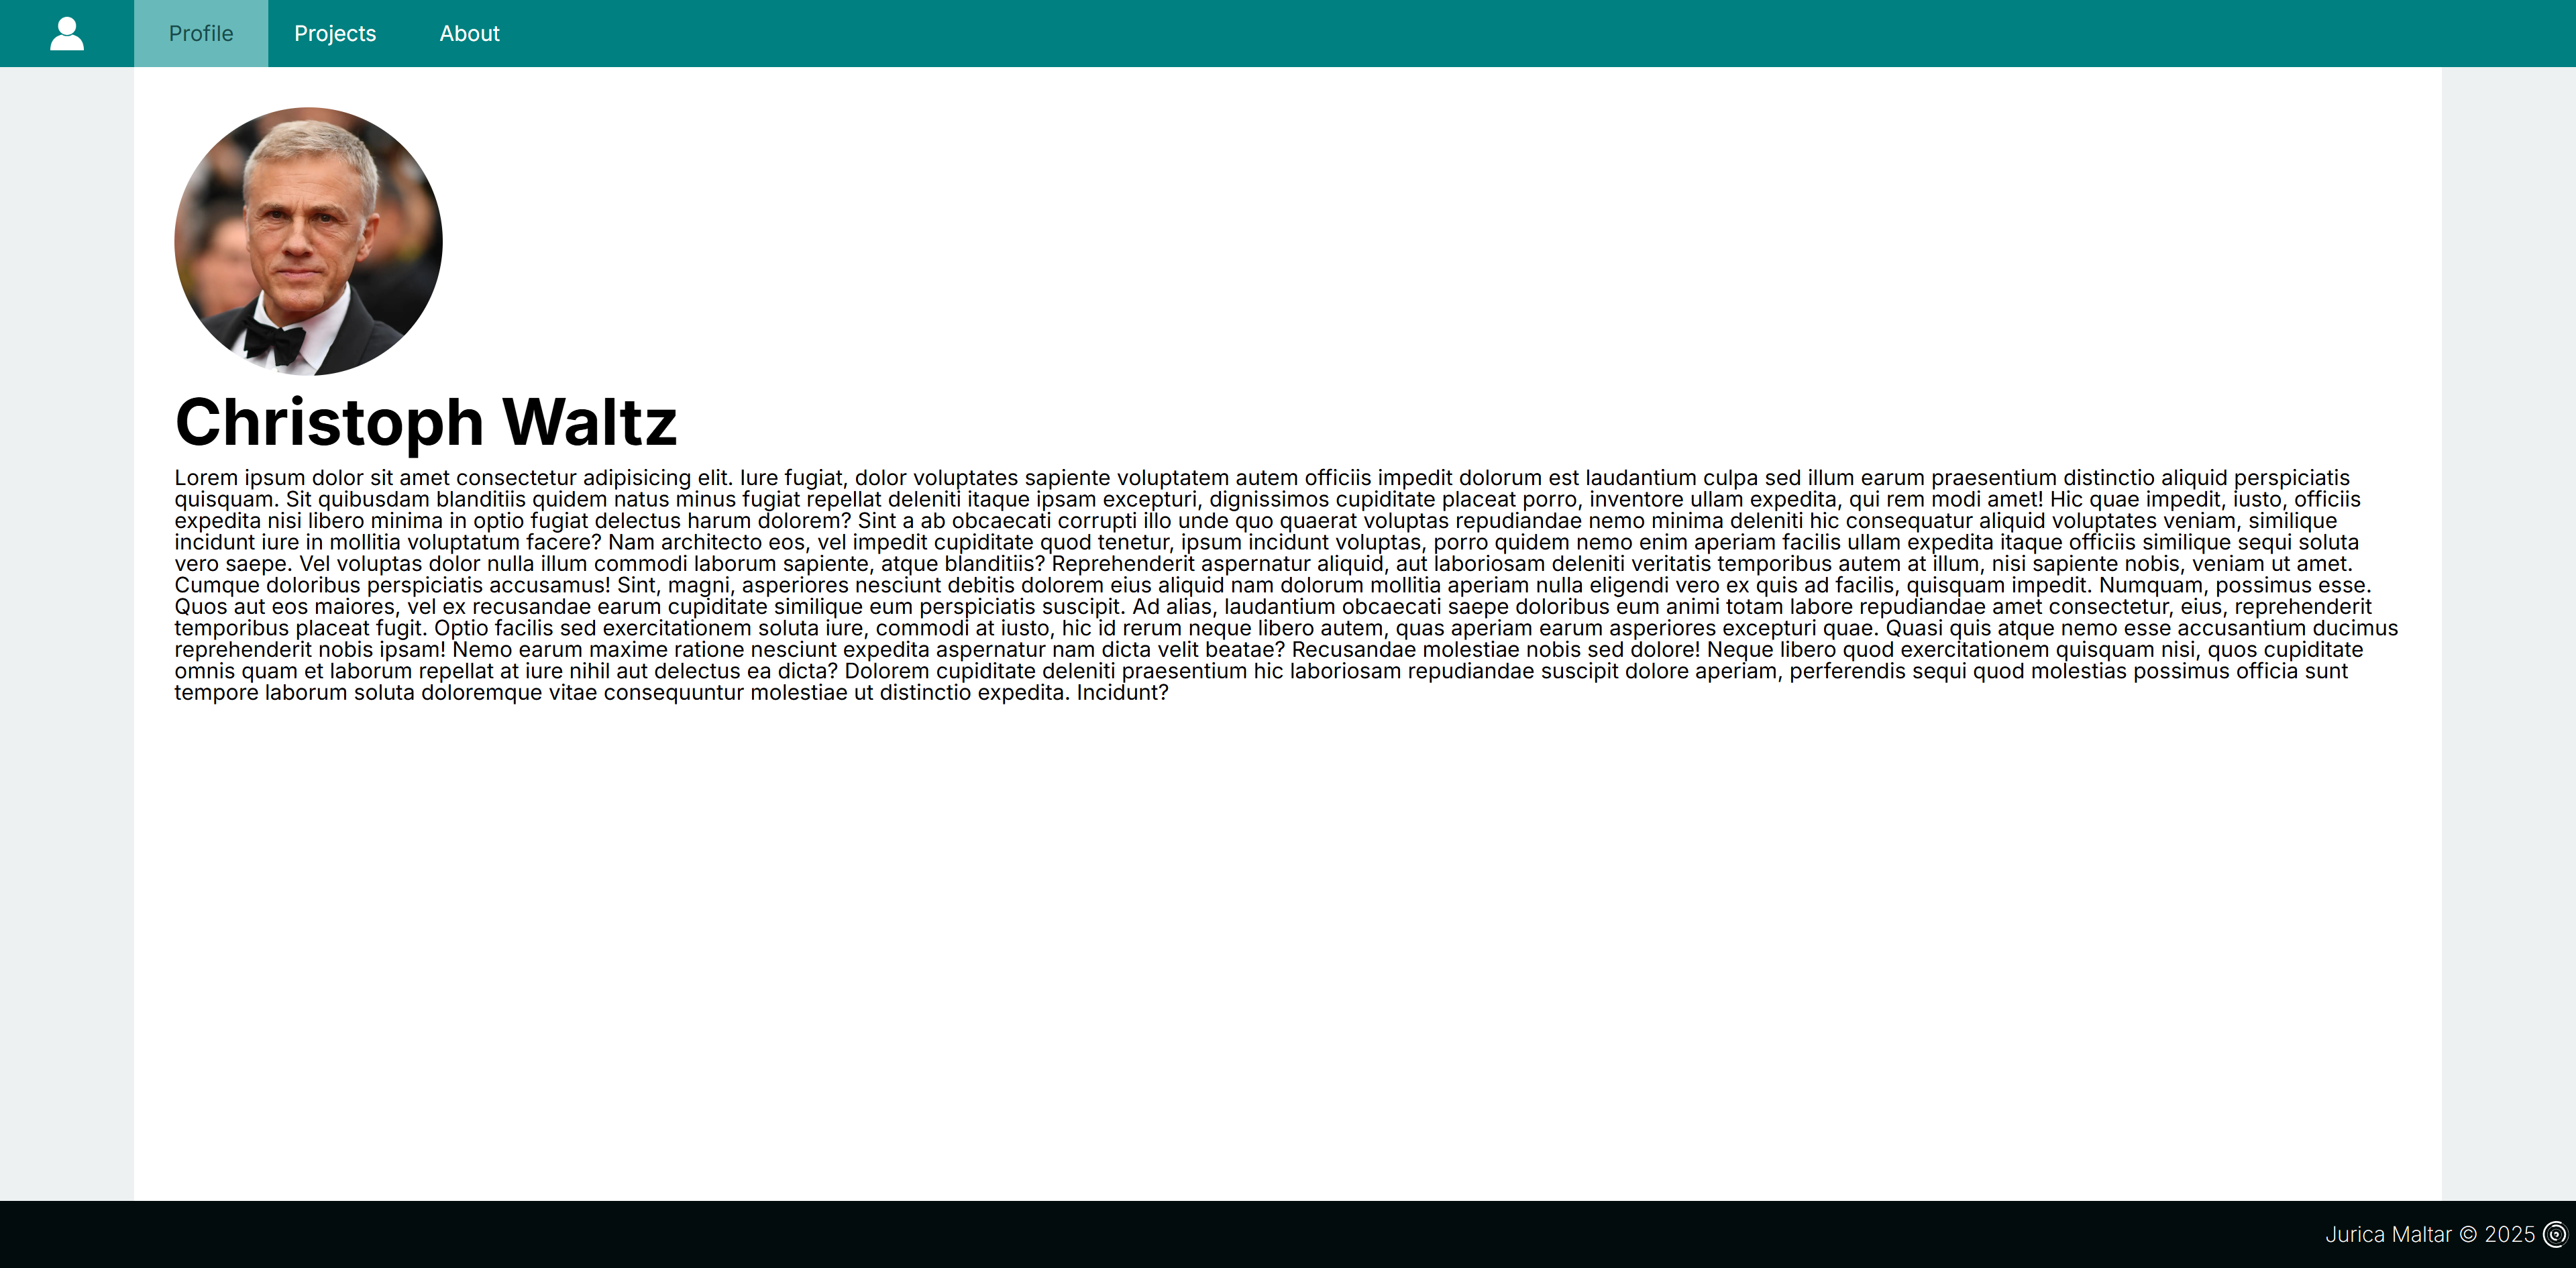 Profile Projects About
Christoph Waltz
Lorem ipsum dolor sit amet consectetur adipisicing elit. Iure fugiat, dolor voluptates sapiente voluptatem autem officiis impedit dolorum est laudantium culpa sed illum earum praesentium distinctio aliquid perspiciatis
quisquam. Sit quibusdam blanditiis quidem natus minus fugiat repellat deleniti itaque ipsam excepturi, dignissimos cupiditate placeat porro, inventore ullam expedita, qui rem modi amet! Hic quae impedit, iusto, officiis
expedita nisi libero minima in optio fugiat delectus harum dolorem? Sint a ab obcaecati corrupti illo unde quo quaerat voluptas repudiandae nemo minima deleniti hic consequatur aliquid voluptates veniam, similique
incidunt iure in mollitia voluptatum facere? Nam architecto eos, vel impedit cupiditate quod tenetur, ipsum incidunt voluptas, porro quidem nemo enim aperiam facilis ullam expedita itaque officiis similique sequi soluta
vero saepe. Vel voluptas dolor nulla illum commodi laborum sapiente, atque blanditiis? Reprehenderit aspernatur aliquid, aut laboriosam deleniti veritatis temporibus autem at illum, nisi sapiente nobis, veniam ut amet.
Cumque doloribus perspiciatis accusamus! Sint, magni, asperiores nesciunt debitis dolorem eius aliquid nam dolorum mollitia aperiam nulla eligendi vero ex quis ad facilis, quisquam impedit. Numquam, possimus esse.
Quos aut eos maiores, vel ex recusandae earum cupiditate similique eum perspiciatis suscipit. Ad alias, laudantium obcaecati saepe doloribus eum animi totam labore repudiandae amet consectetur, eius, reprehenderit
temporibus placeat fugit. Optio facilis sed exercitationem soluta iure, commodi at iusto, hic id rerum neque libero autem, quas aperiam earum asperiores excepturi quae. Quasi quis atque nemo esse accusantium ducimus
reprehenderit nobis ipsam! Nemo earum maxime ratione nesciunt expedita aspernatur nam dicta velit beatae? Recusandae molestiae nobis sed dolore! Neque libero quod exercitationem quisquam nisi, quos cupiditate
omnis quam et laborum repellat at iure nihil aut delectus ea dicta? Dolorem cupiditate deleniti praesentium hic laboriosam repudiandae suscipit dolore aperiam, perferendis sequi quod molestias possimus officia sunt
tempore laborum soluta doloremque vitae consequuntur molestiae ut distinctio expedita. Incidunt?
Jurica Maltar © 2025